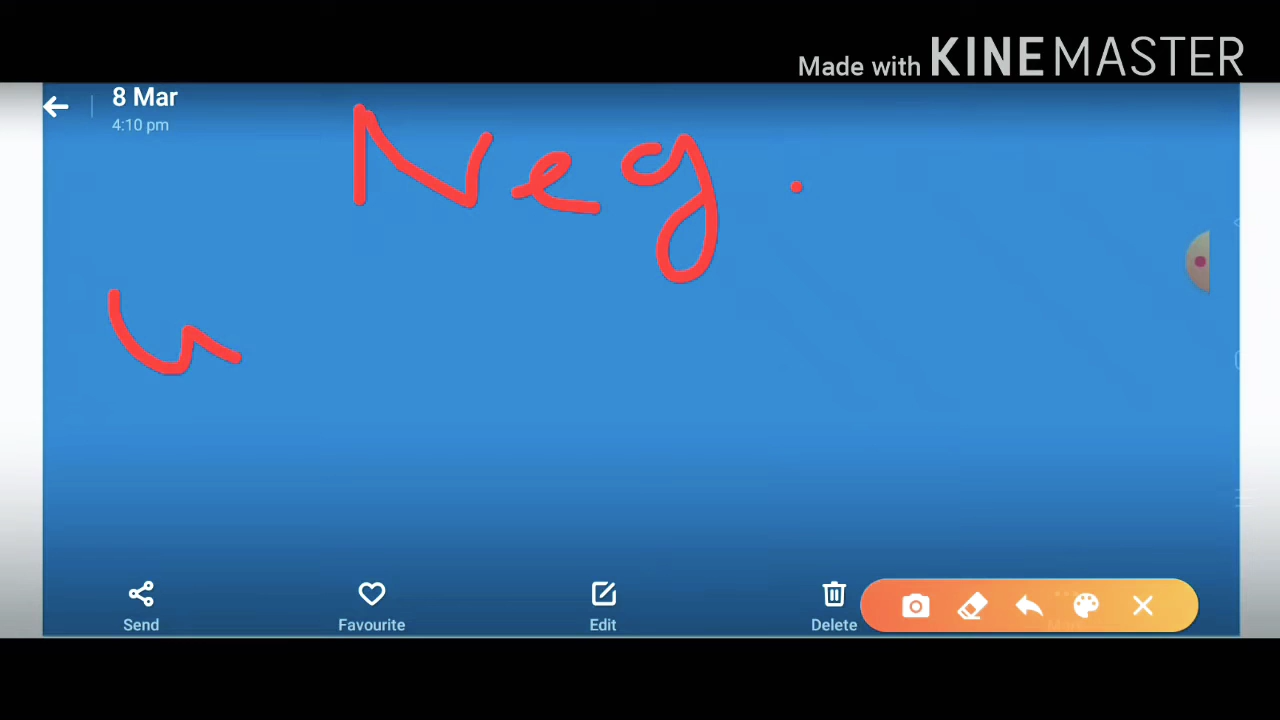 Made with KINEMASTER
8 Mar
4:10 pm
Neg.
Send Favourite Edit Delete